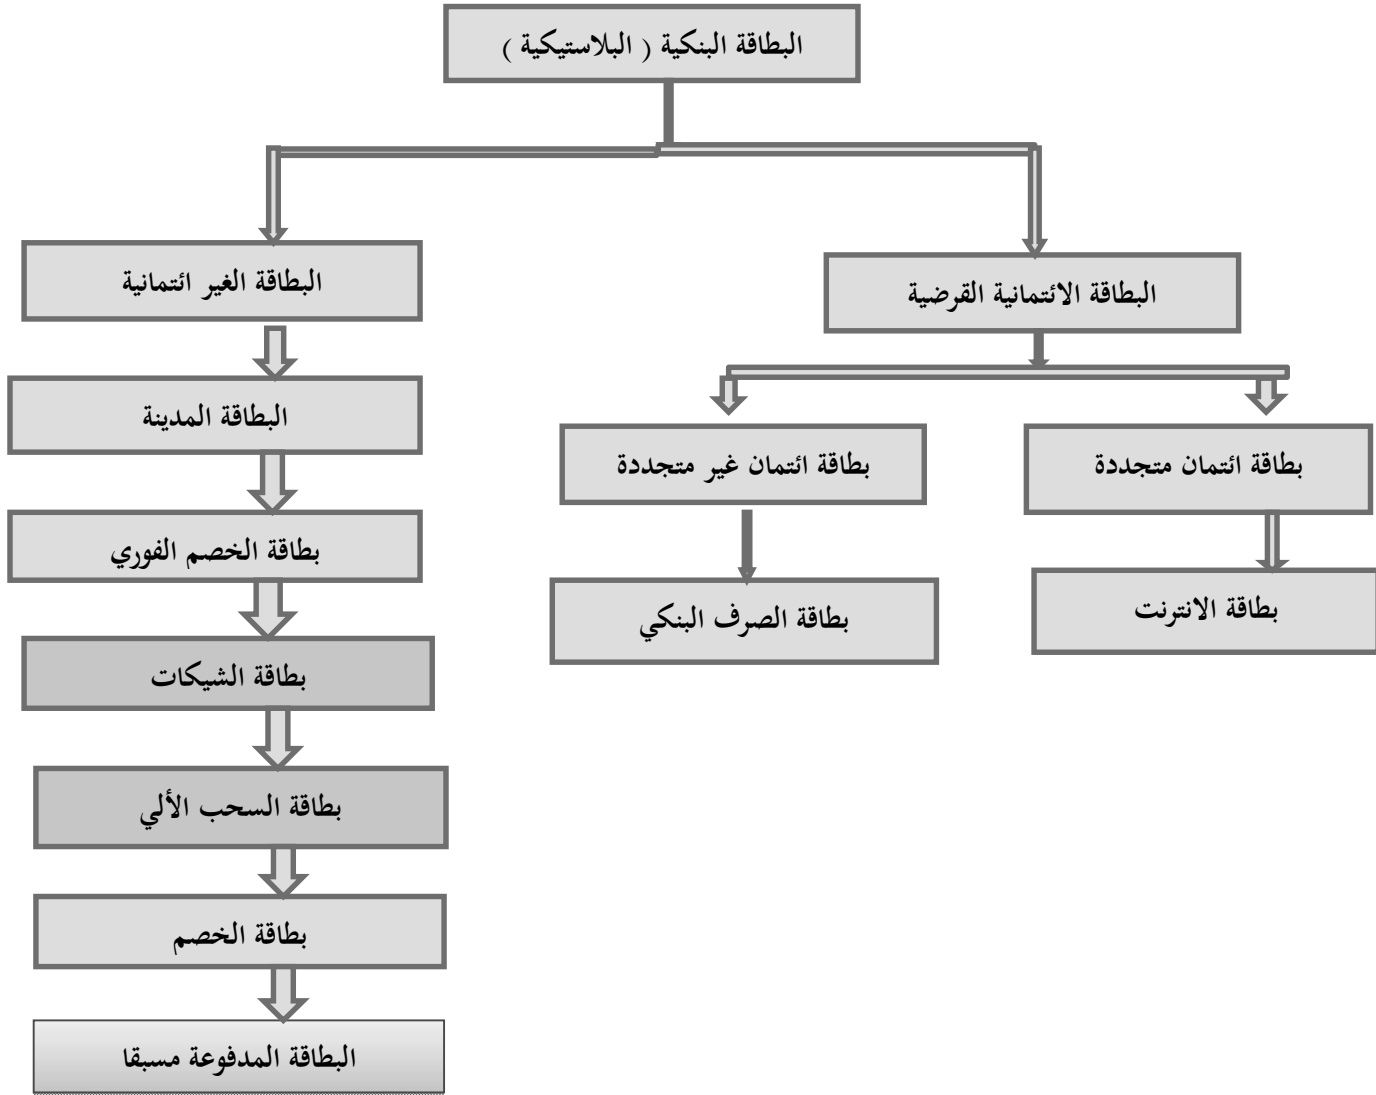 البطاقة البنكية ( البلاستيكية )
البطاقة الائتمانية القرضية
البطاقة الغير ائتمانية
بطاقة ائتمان متجددة
بطاقة ائتمان غير متجددة
بطاقة الانترنت
بطاقة الصرف البنكي
البطاقة المدينة
بطاقة الخصم الفوري
بطاقة الشيكات
بطاقة السحب الألي
بطاقة الخصم
البطاقة المدفوعة مسبقا